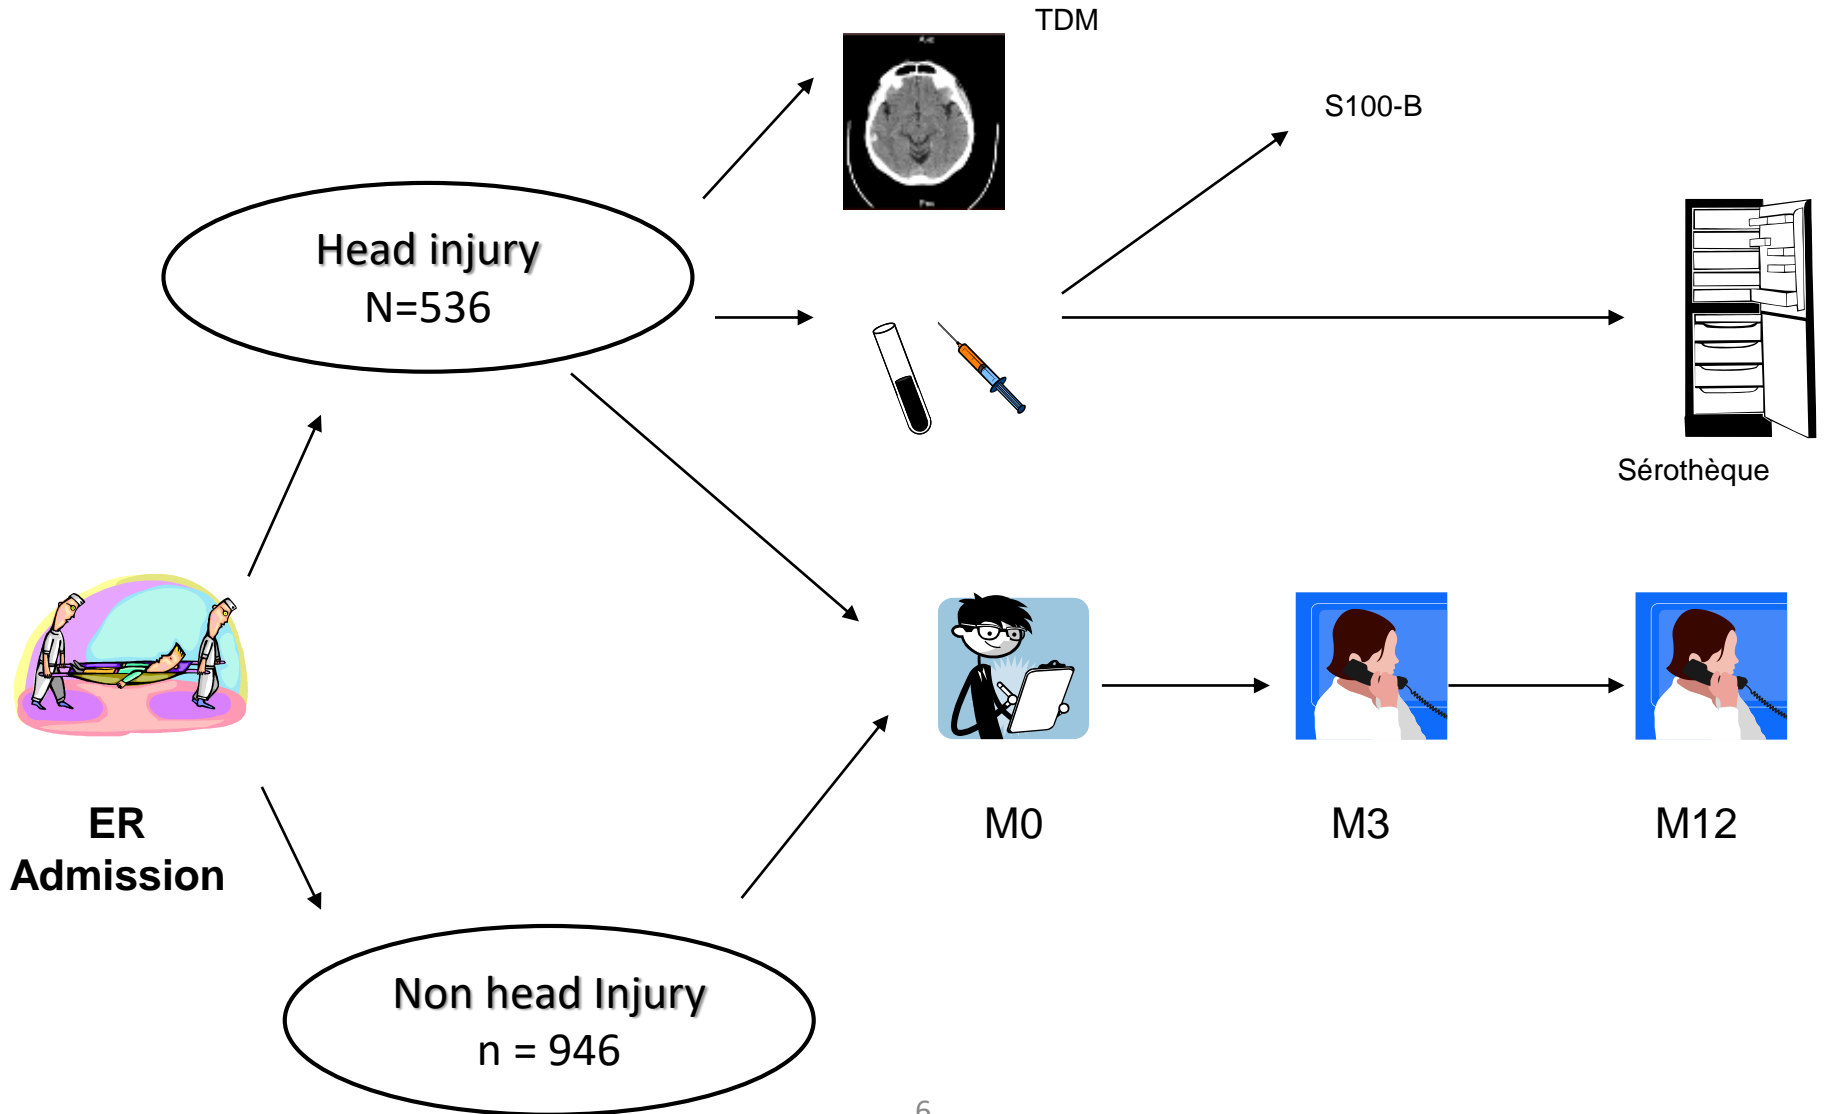 TDM
S100-B
Head injury
N=536
Sérothèque
ER
Admission
M0
M3
M12
Non head Injury
n = 946
6